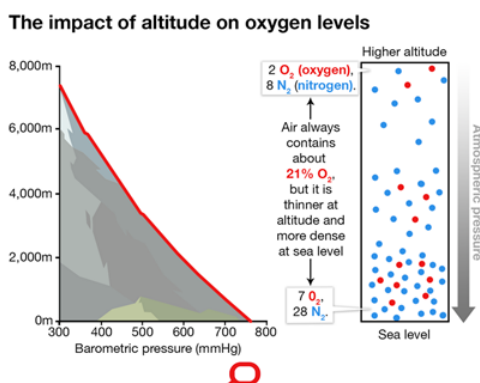 The impact of altitude on oxygen levels
Higher altitude
8,000m
6,000m
4,000m
2,000m
0m
300 400 500 600 700 800
Barometric pressure (mmHg)
2 O₂ (oxygen),
8 N₂ (nitrogen).
Air always
contains
about
21% O₂,
but it is
thinner at
altitude and
more dense
at sea level
7 O₂,
28 N₂.
Sea level
Atmospheric pressure